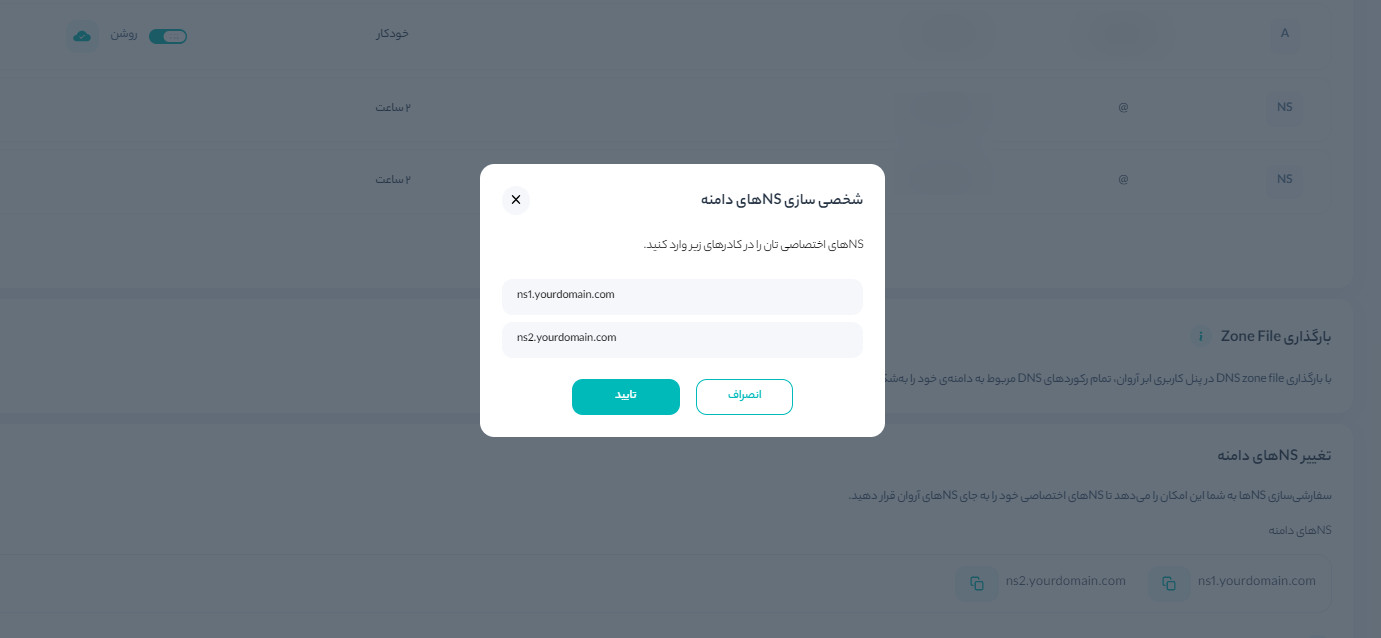 A خودکار روشن
NS @ ۲ ساعت
NS @ ۲ ساعت
شخصی سازی NSهای دامنه
NSهای اختصاصی تان را در کادرهای زیر وارد کنید.
ns1.yourdomain.com
ns2.yourdomain.com
انصراف تایید
بارگذاری Zone File
با بارگذاری DNS zone file در پنل کاربری ابر آروان، تمام رکوردهای DNS مربوط به دامنه‌ی خود را
تغییر NSهای دامنه
سفارشی‌سازی NSها به شما این امکان را می‌دهد تا NSهای اختصاصی خود را به جای NSهای آروان قرار دهید.
NSهای دامنه
ns1.yourdomain.com ns2.yourdomain.com